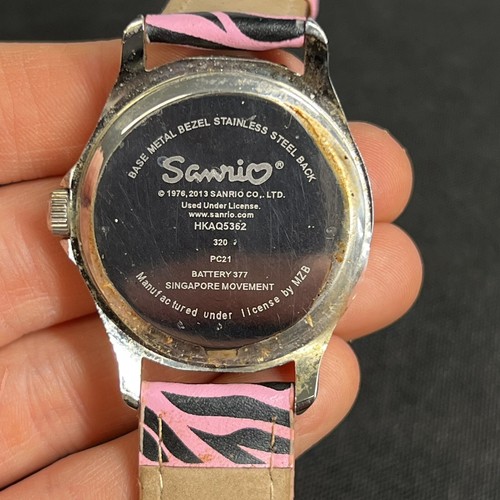 BASE METAL BEZEL STAINLESS STEEL BACK
Sanrio®
© 1976, 2013 SANRIO CO,. LTD.
Used Under License.
www.sanrio.com
HKAQ5362
320
PC21
BATTERY 377
SINGAPORE MOVEMENT
Manufactured under license by MZB